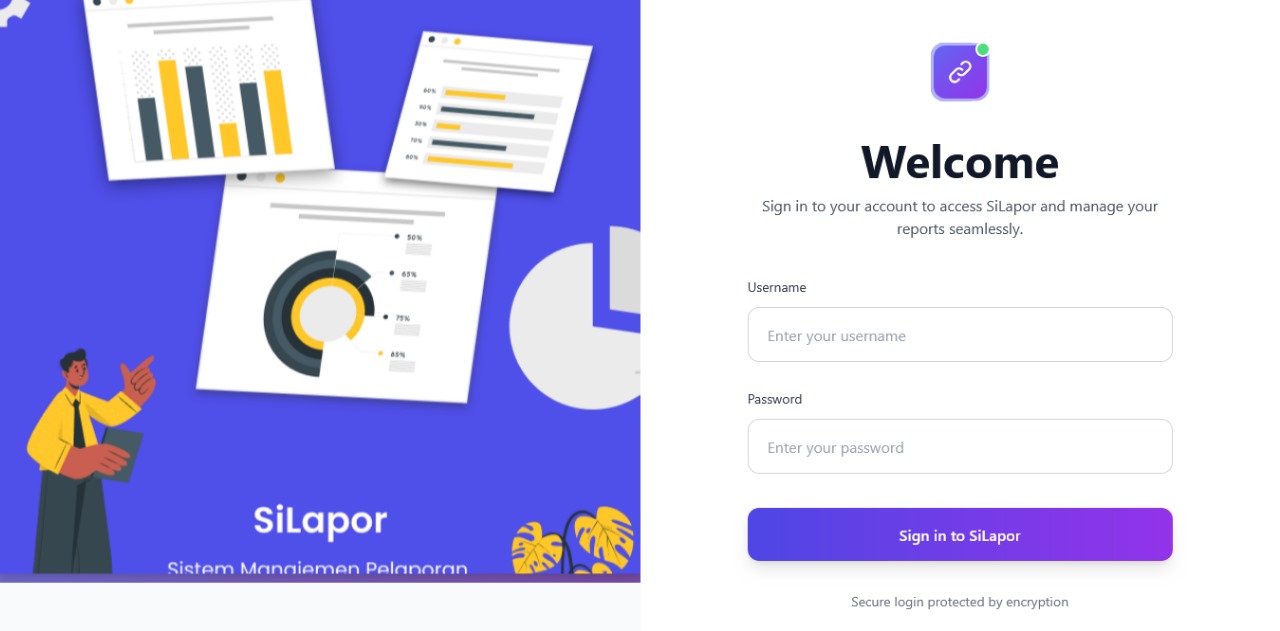 60%
90%
30%
70%
80%
50%
65%
75%
85%
SiLapor
Sistem Manajemen Pelaporan
Welcome
Sign in to your account to access SiLapor and manage your
reports seamlessly.
Username
Enter your username
Password
Enter your password
Sign in to SiLapor
Secure login protected by encryption